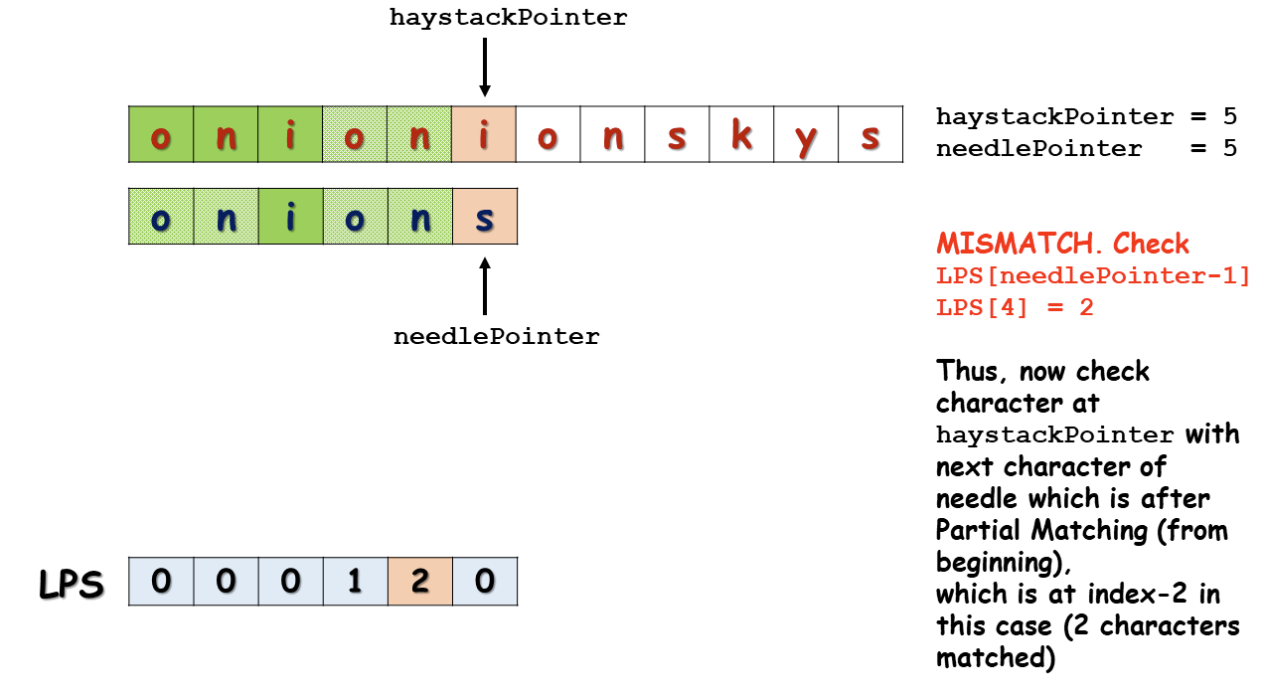 haystackPointer
o n i o n i o n s k y s
haystackPointer = 5
needlePointer = 5
o n i o n s
MISMATCH. Check
LPS[needlePointer-1]
LPS[4] = 2
needlePointer
Thus, now check
character at
haystackPointer with
next character of
needle which is after
Partial Matching (from
beginning),
which is at index-2 in
this case (2 characters
matched)
LPS 0 0 0 1 2 0